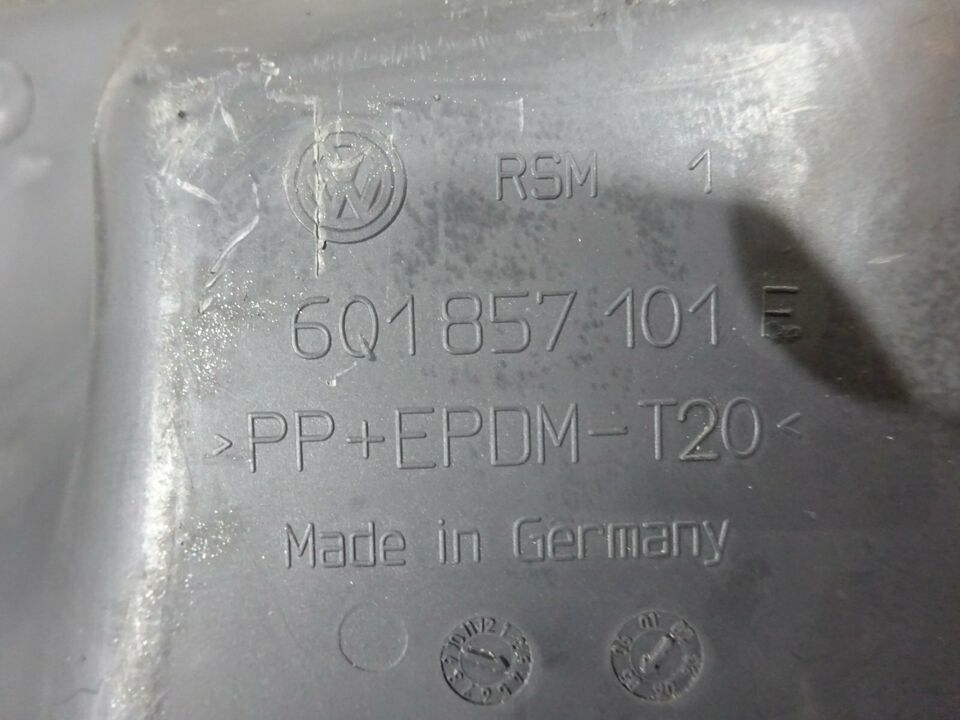 RSM 1
6Q1 857 101 E
>PP+EPDM-T20<
Made in Germany